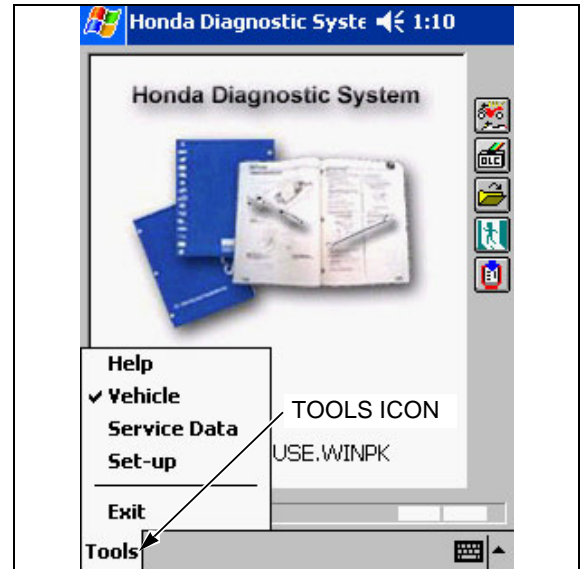 Honda Diagnostic Syste 1:10
Honda Diagnostic System
DLC
Help
Vehicle
Service Data
TOOLS ICON
Set-up
USE.WINPK
Exit
Tools